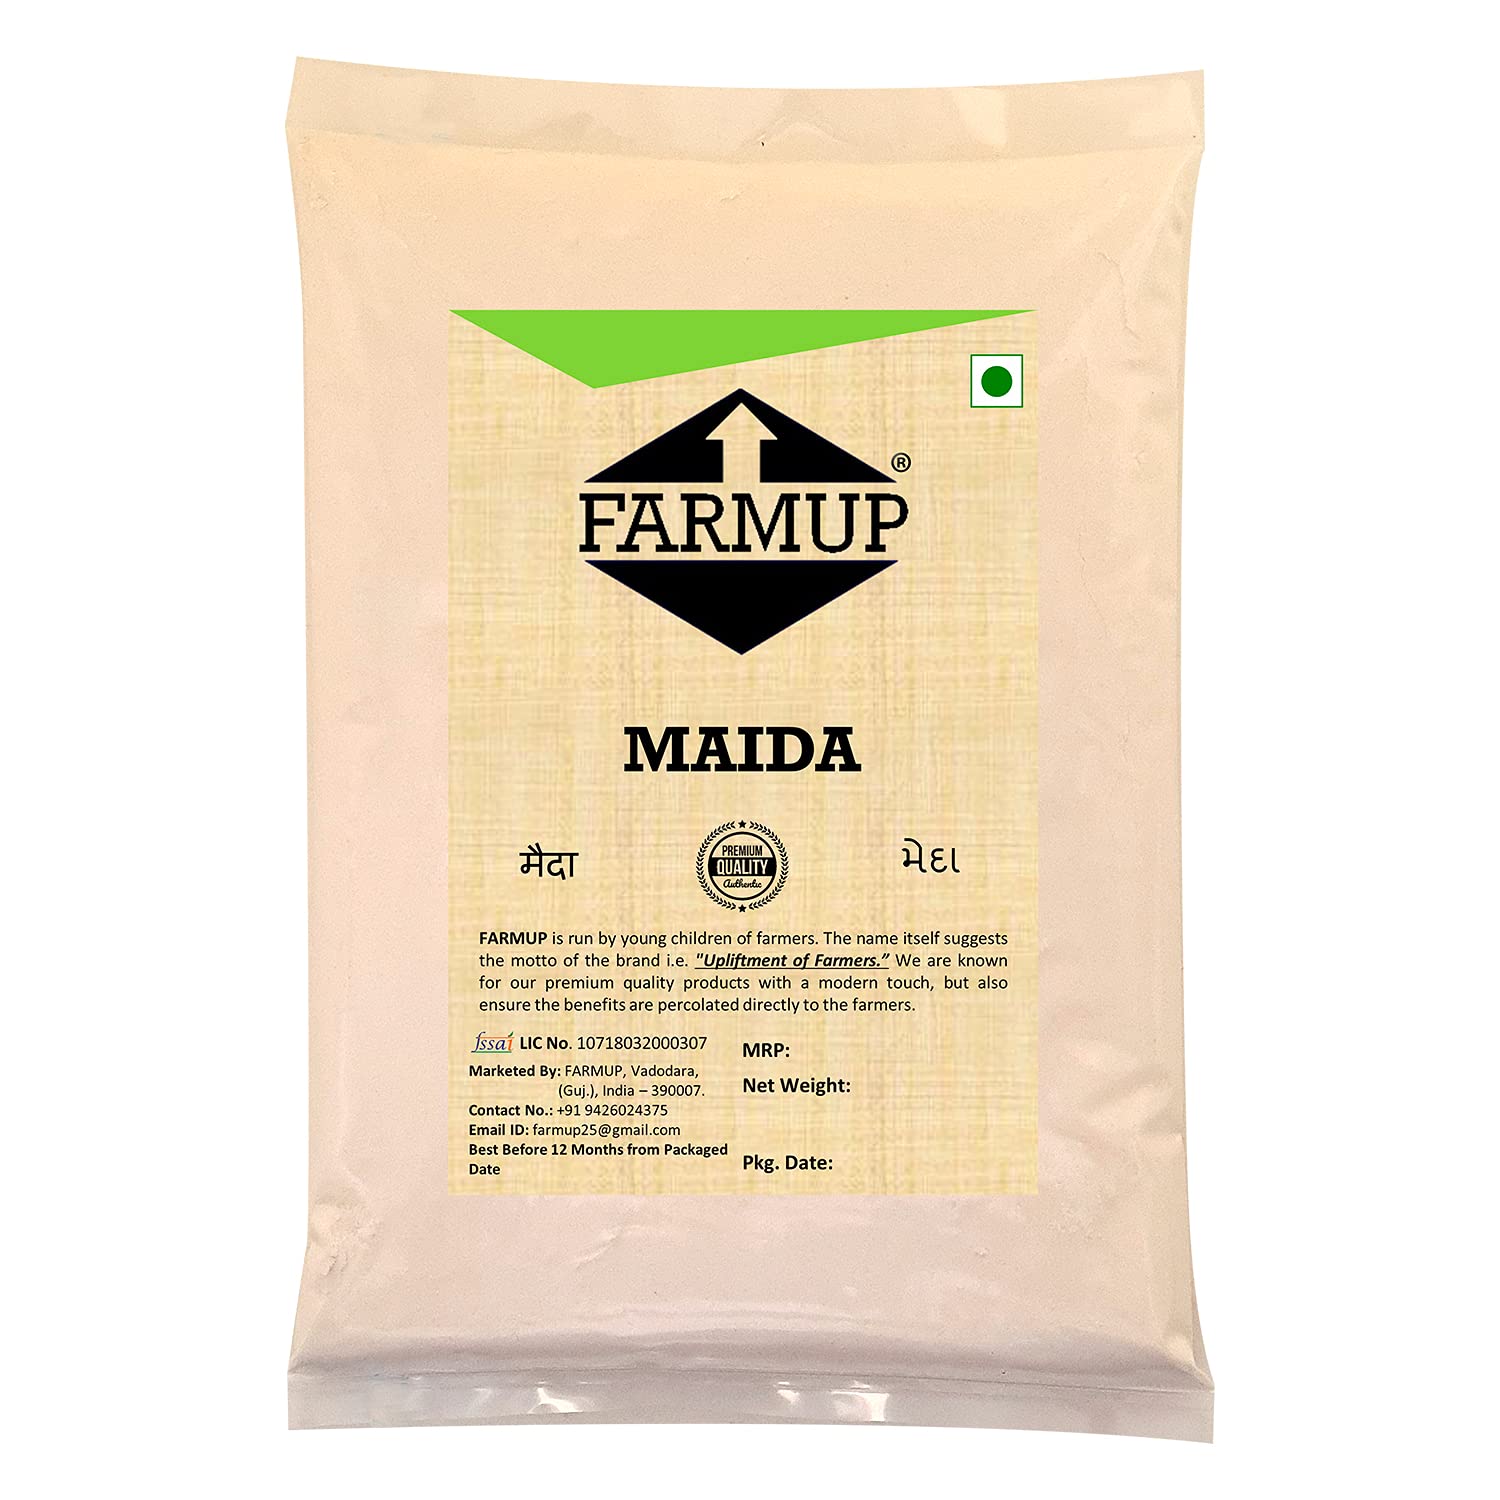 ®
FARMUP
MAIDA
मैदा
PREMIUM
QUALITY
Authentic
મેદા
FARMUP is run by young children of farmers. The name itself suggests
the motto of the brand i.e. "Upliftment of Farmers.” We are known
for our premium quality products with a modern touch, but also
ensure the benefits are percolated directly to the farmers.
fssai LIC No. 10718032000307
Marketed By: FARMUP, Vadodara,
(Guj.), India – 390007.
Contact No.: +91 9426024375
Email ID: farmup25@gmail.com
Best Before 12 Months from Packaged
Date
MRP:
Net Weight:
Pkg. Date: